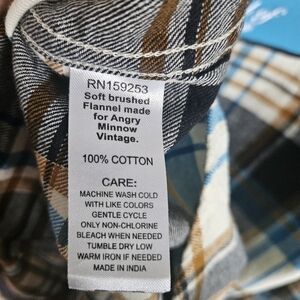 RN159253
Soft brushed
Flannel made
for Angry
Minnow
Vintage.
100% COTTON
CARE:
MACHINE WASH COLD
WITH LIKE COLORS
GENTLE CYCLE
ONLY NON-CHLORINE
BLEACH WHEN NEEDED
TUMBLE DRY LOW
WARM IRON IF NEEDED
MADE IN INDIA